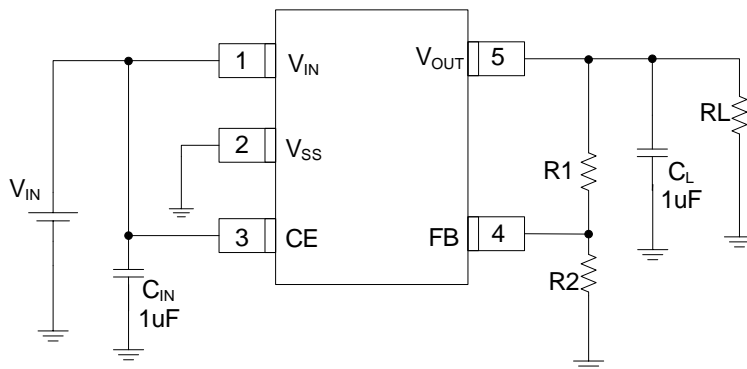 1
V_IN
V_OUT
5
2
V_SS
V_IN
3
CE
FB
4
C_IN
1uF
R1
R2
C_L
1uF
RL